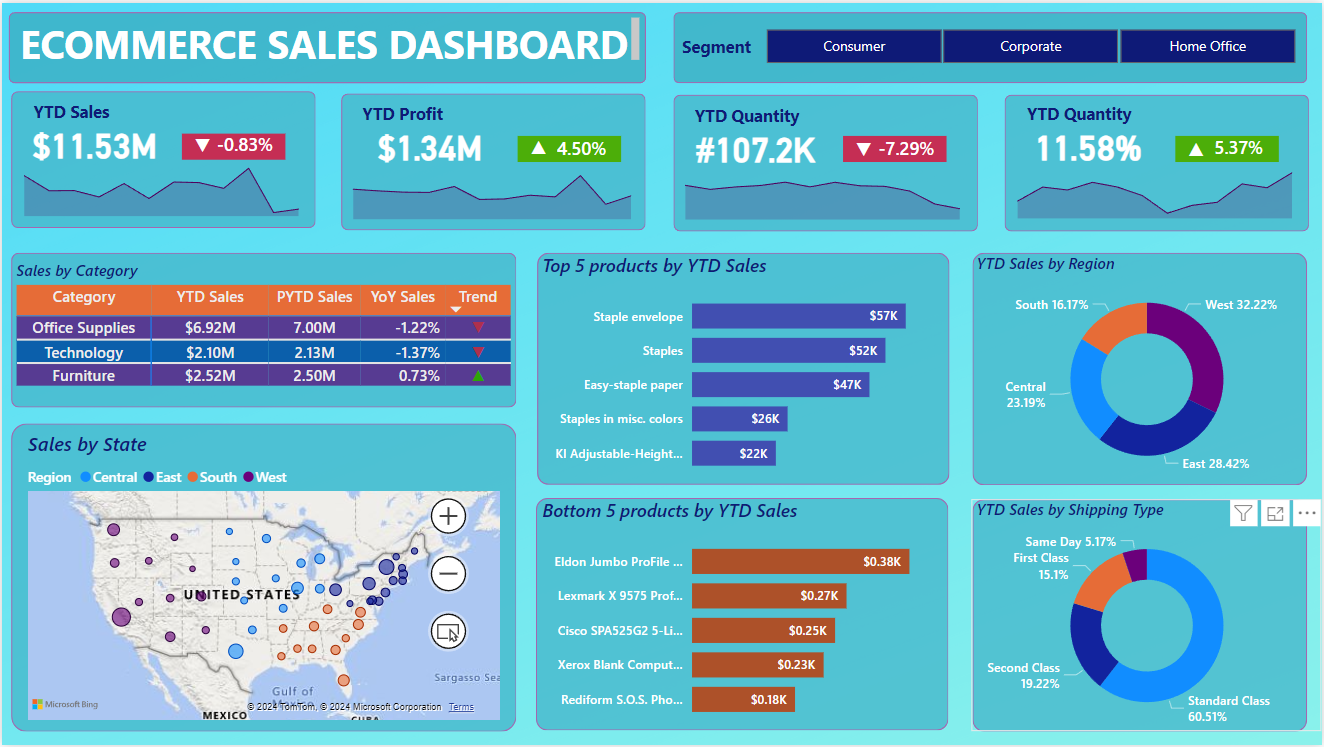 ECOMMERCE SALES DASHBOARD
Segment
Consumer
Corporate
Home Office
YTD Sales
$11.53M
▼ -0.83%
YTD Profit
$1.34M
▲ 4.50%
YTD Quantity
#107.2K
▼ -7.29%
YTD Quantity
11.58%
▲ 5.37%
Sales by Category
Category YTD Sales PYTD Sales YoY Sales Trend
Office Supplies $6.92M 7.00M -1.22% ▼
Technology $2.10M 2.13M -1.37% ▼
Furniture $2.52M 2.50M 0.73% ▲
Top 5 products by YTD Sales
Staple envelope $57K
Staples $52K
Easy-staple paper $47K
Staples in misc. colors $26K
KI Adjustable-Height... $22K
YTD Sales by Region
South 16.17%
West 32.22%
Central
23.19%
East 28.42%
Sales by State
Region Central East South West
UNITED STATES
Sargasso Sea
Gulf of
MEXICO
CUBA
Microsoft Bing
© 2024 TomTom, © 2024 Microsoft Corporation Terms
Bottom 5 products by YTD Sales
Eldon Jumbo ProFile ... $0.38K
Lexmark X 9575 Prof... $0.27K
Cisco SPA525G2 5-Li... $0.25K
Xerox Blank Comput... $0.23K
Rediform S.O.S. Pho... $0.18K
YTD Sales by Shipping Type
Same Day 5.17%
First Class
15.1%
Second Class
19.22%
Standard Class
60.51%